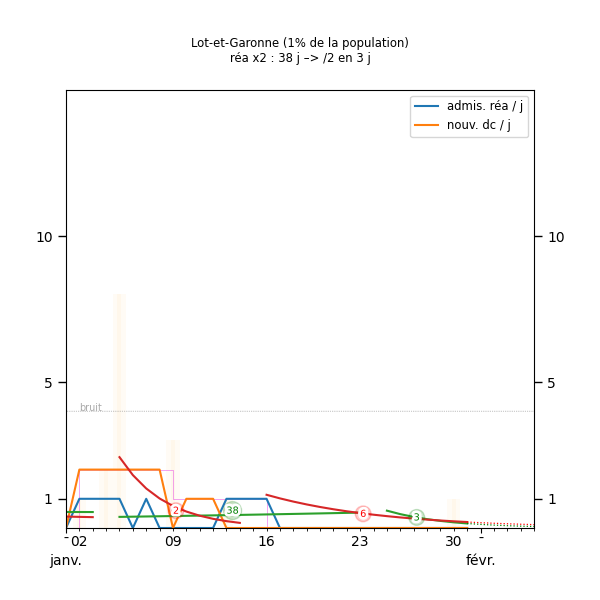 Lot-et-Garonne (1% de la population)
réa x2 : 38 j –> /2 en 3 j
admis. réa / j
nouv. dc / j
10 10
5 5
bruit
1 1
2 38 6 3
- 02 09 16 23 30 -
janv. févr.